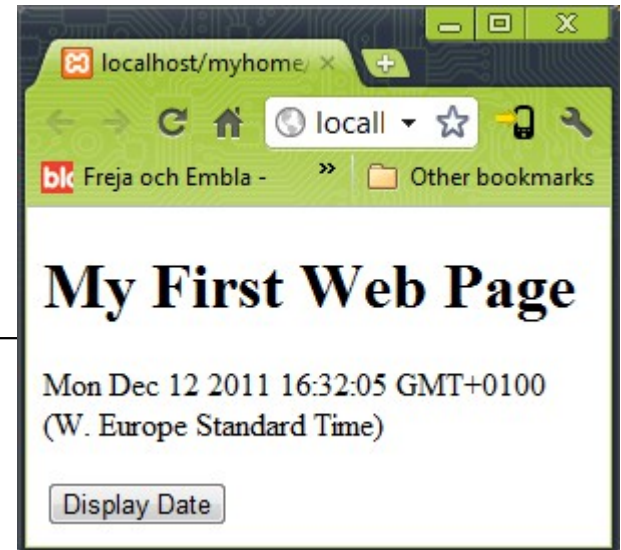 localhost/myhome/
locall
Freja och Embla - » Other bookmarks
My First Web Page
Mon Dec 12 2011 16:32:05 GMT+0100
(W. Europe Standard Time)
Display Date